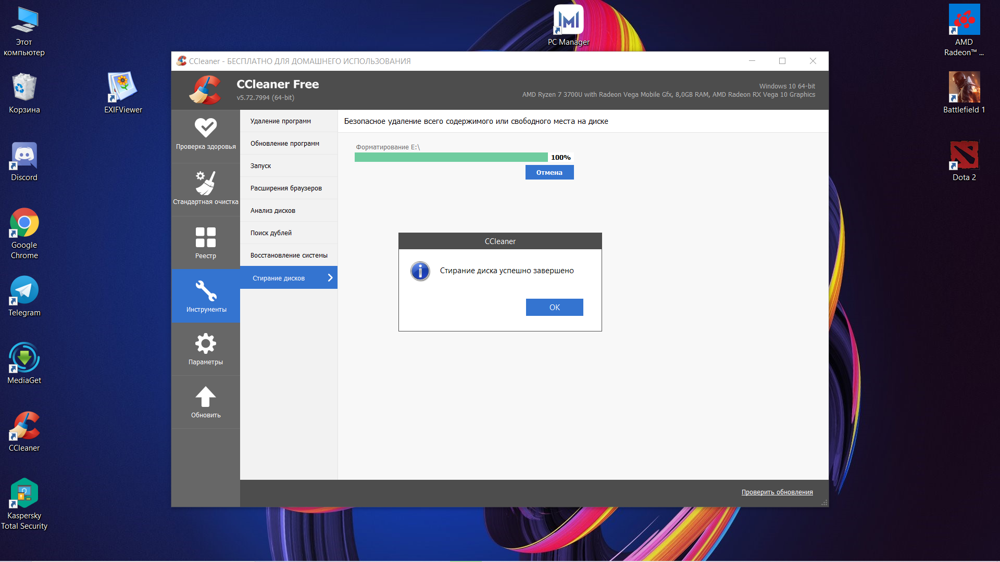 Этот
компьютер
Корзина
EXIFViewer
Discord
Google
Chrome
Telegram
MediaGet
CCleaner
Kaspersky
Total Security
PC Manager
AMD
Radeon™ ...
Battlefield 1
Dota 2
CCleaner - БЕСПЛАТНО ДЛЯ ДОМАШНЕГО ИСПОЛЬЗОВАНИЯ
CCleaner Free
v5.72.7994 (64-bit)
Windows 10 64-bit
AMD Ryzen 7 3700U with Radeon Vega Mobile Gfx, 8,0GB RAM, AMD Radeon RX Vega 10 Graphics
Проверка здоровья
Стандартная очистка
Реестр
Инструменты
Параметры
Обновить
Удаление программ
Обновление программ
Запуск
Расширения браузеров
Анализ дисков
Поиск дублей
Восстановление системы
Стирание дисков
Безопасное удаление всего содержимого или свободного места на диске
Форматирование E:\
100%
Отмена
CCleaner
Стирание диска успешно завершено
OK
Проверить обновления